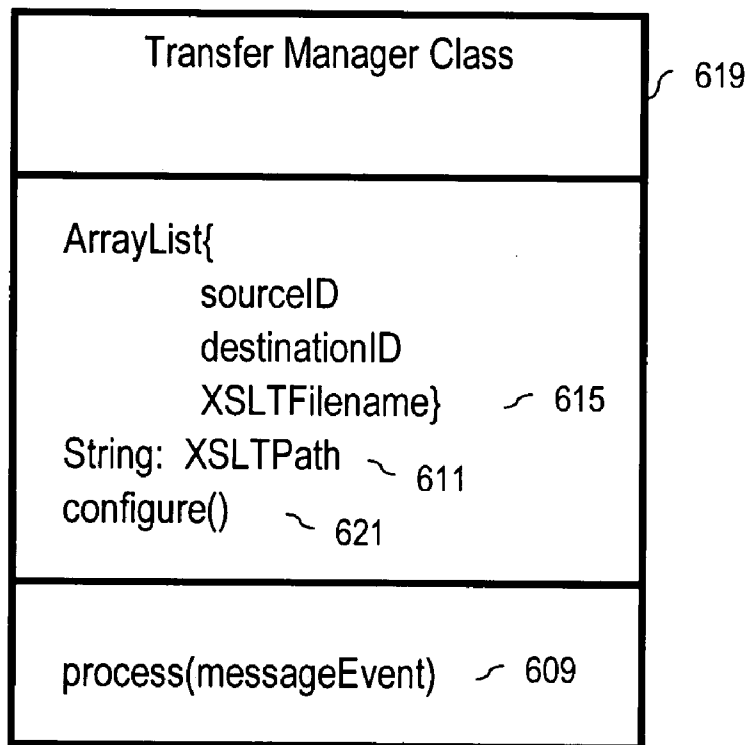 Transfer Manager Class
619
ArrayList{
sourceID
destinationID
XSLTFilename} 615
String: XSLTPath 611
configure() 621
process(messageEvent) 609